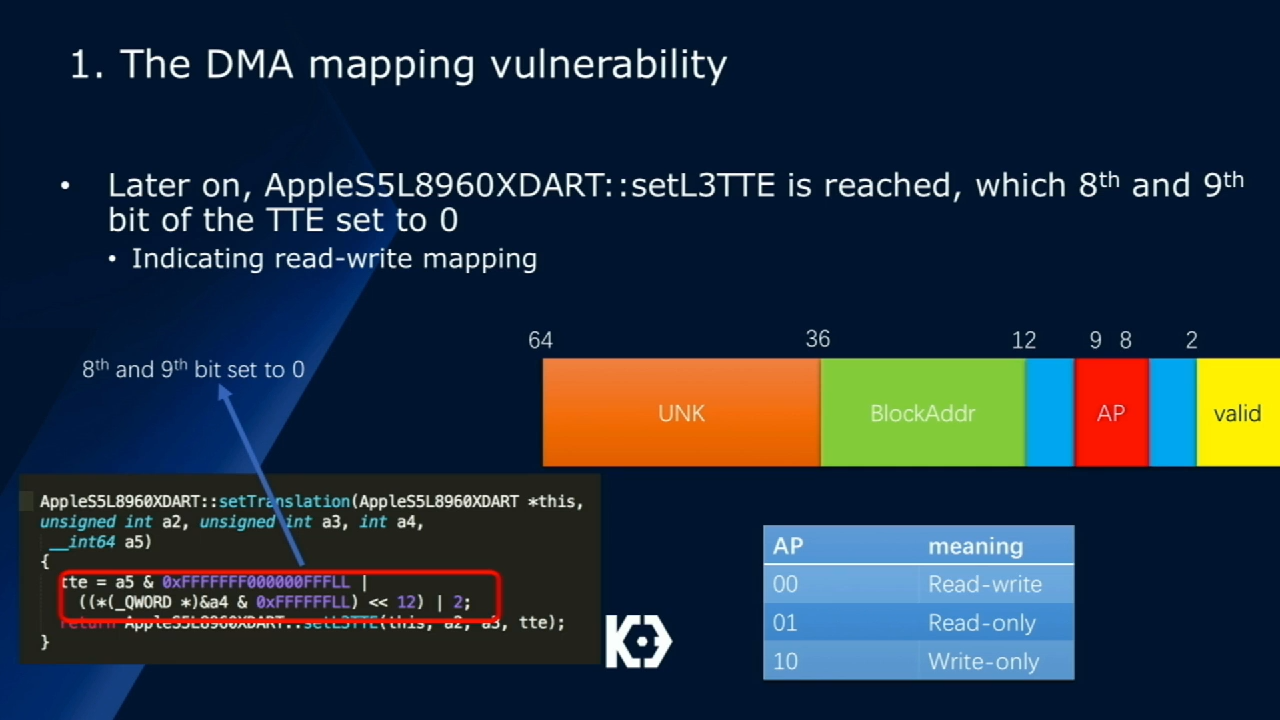 1. The DMA mapping vulnerability
• Later on, AppleS5L8960XDART::setL3TTE is reached, which 8th and 9th
bit of the TTE set to 0
• Indicating read-write mapping
64 36 12 9 8 2
8th and 9th bit set to 0
UNK BlockAddr AP valid
AppleS5L8960XDART::setTranslation(AppleS5L8960XDART *this,
unsigned int a2, unsigned int a3, int a4,
__int64 a5)
{
tte = a5 & 0xFFFFFFF000000FFFLL |
((*(_QWORD *)&a4 & 0xFFFFFFLL) << 12) | 2;
return AppleS5L8960XDART::setL3TTE(this, a2, a3, tte);
}
AP meaning
00 Read-write
01 Read-only
10 Write-only